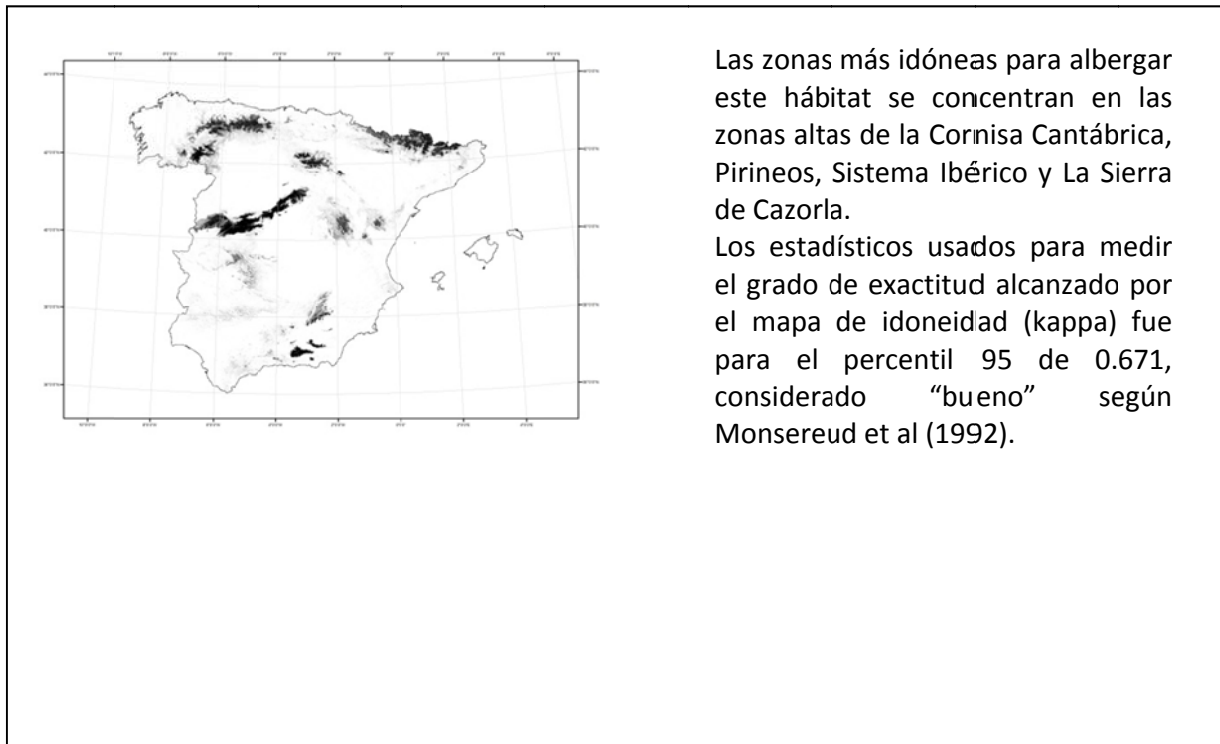 Las zonas más idóneas para albergar
este hábitat se concentran en las
zonas altas de la Cornisa Cantábrica,
Pirineos, Sistema Ibérico y La Sierra
de Cazorla.
Los estadísticos usados para medir
el grado de exactitud alcanzado por
el mapa de idoneidad (kappa) fue
para el percentil 95 de 0.671,
considerado “bueno” según
Monsereud et al (1992).